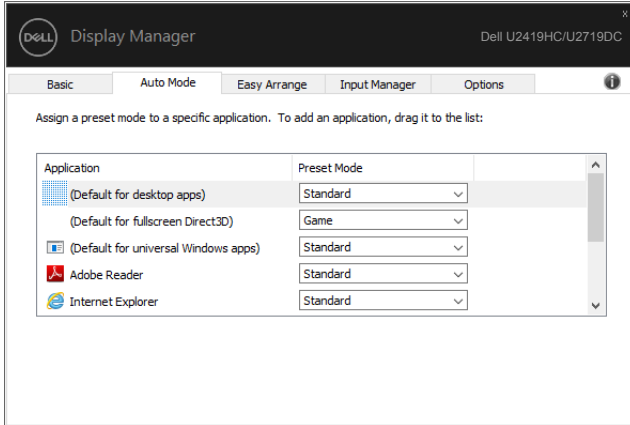 x
DELL Display Manager Dell U2419HC/U2719DC
Basic Auto Mode Easy Arrange Input Manager Options i
Assign a preset mode to a specific application. To add an application, drag it to the list:
Application Preset Mode
(Default for desktop apps) Standard
(Default for fullscreen Direct3D) Game
(Default for universal Windows apps) Standard
Adobe Reader Standard
Internet Explorer Standard